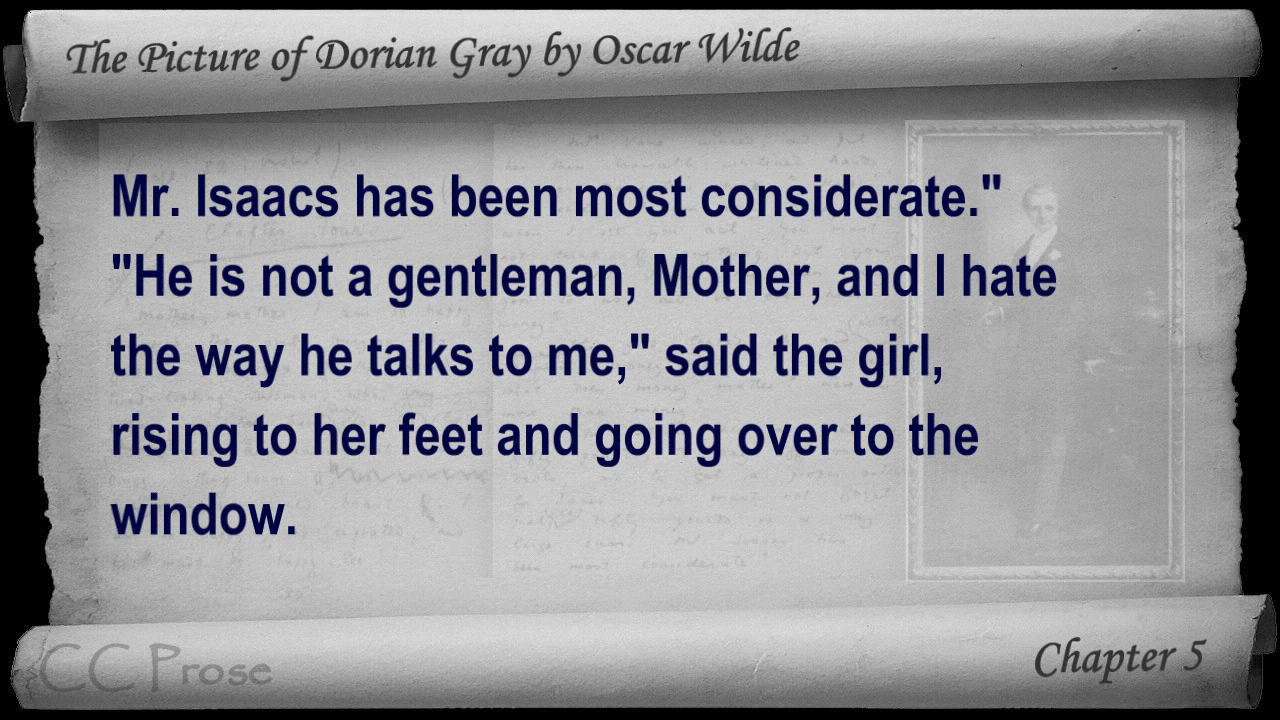 The Picture of Dorian Gray by Oscar Wilde
Mr. Isaacs has been most considerate."
"He is not a gentleman, Mother, and I hate
the way he talks to me," said the girl,
rising to her feet and going over to the
window.
CC Prose
Chapter 5